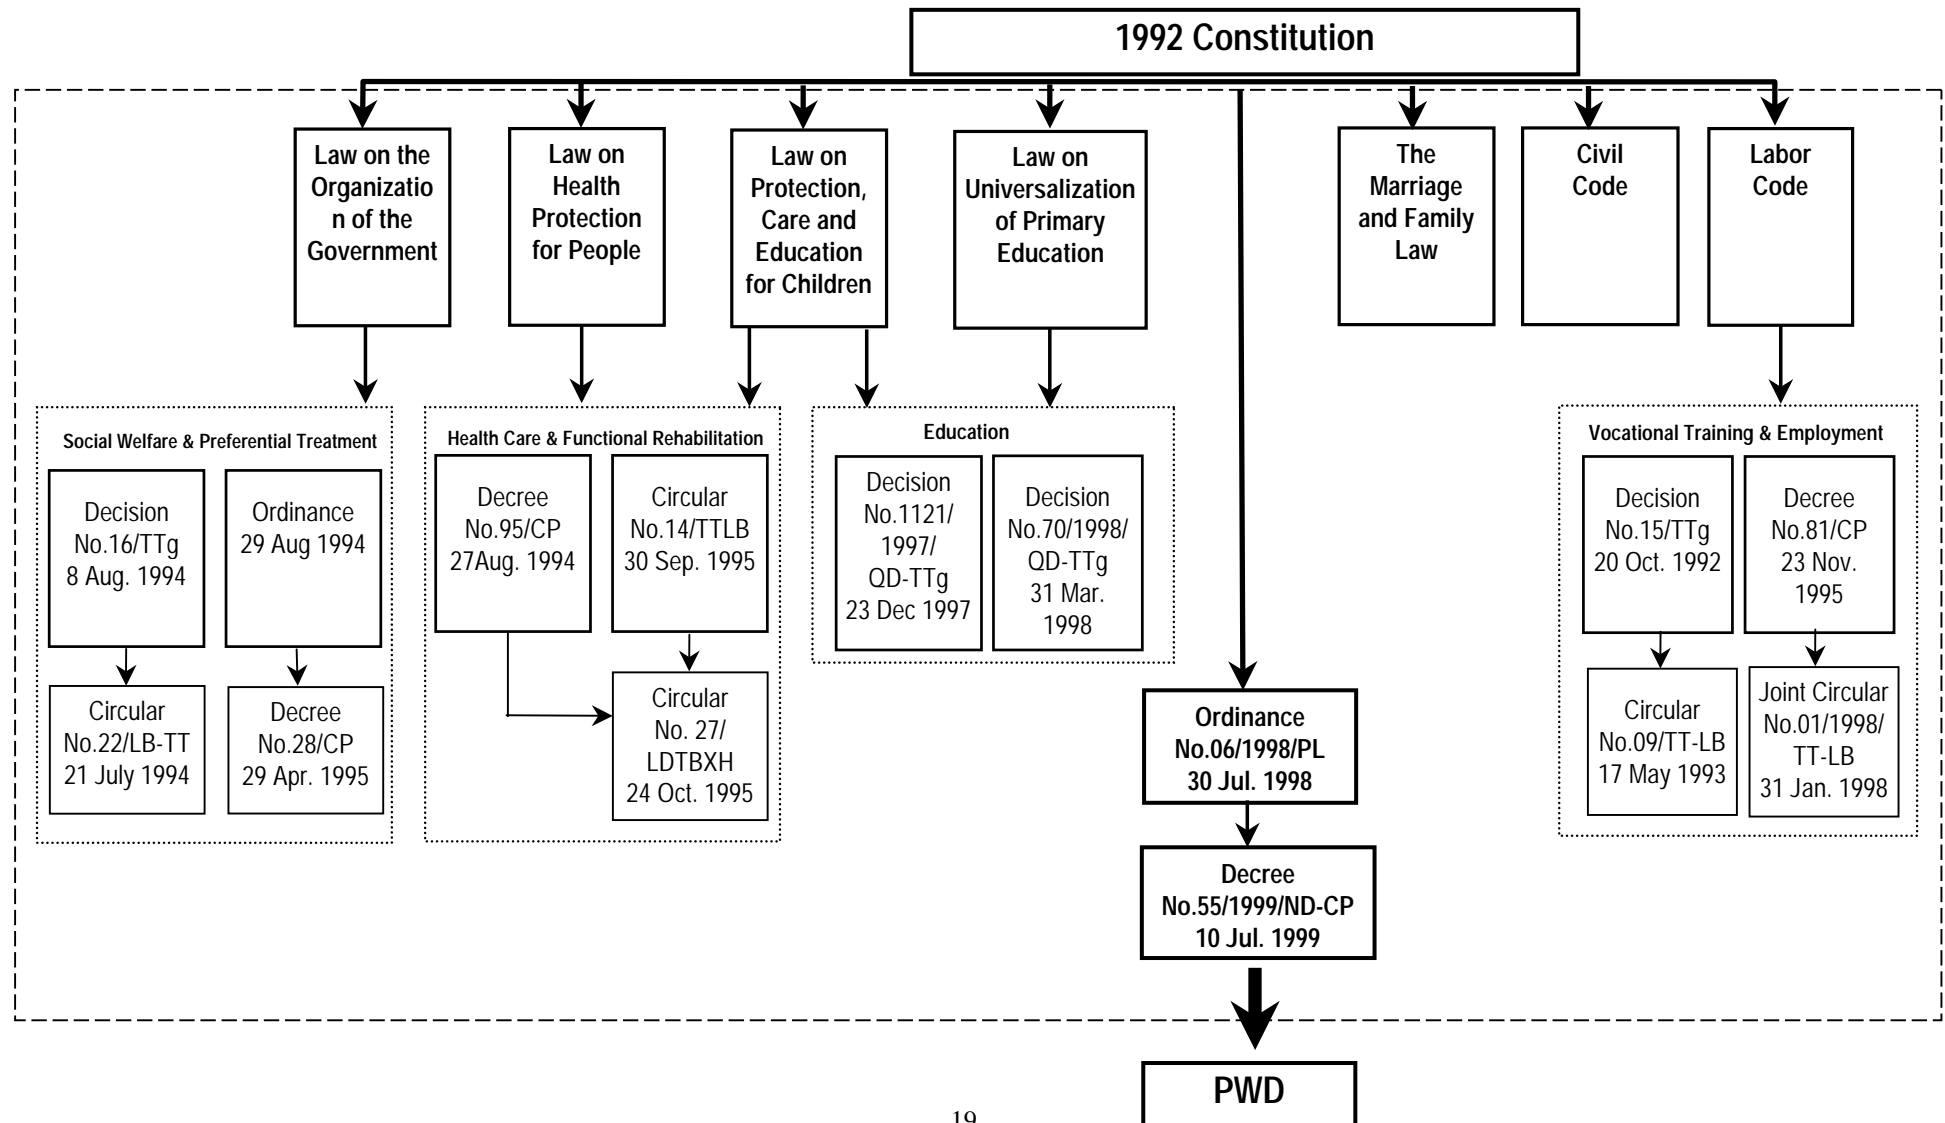 1992 Constitution
Law on the
Organizatio
n of the
Government
Law on
Health
Protection
for People
Law on
Protection,
Care and
Education
for Children
Law on
Universalization
of Primary
Education
The
Marriage
and Family
Law
Civil
Code
Labor
Code
Social Welfare & Preferential Treatment
Decision
No.16/TTg
8 Aug. 1994
Ordinance
29 Aug 1994
Circular
No.22/LB-TT
21 July 1994
Decree
No.28/CP
29 Apr. 1995
Health Care & Functional Rehabilitation
Decree
No.95/CP
27Aug. 1994
Circular
No.14/TTLB
30 Sep. 1995
Circular
No. 27/
LDTBXH
24 Oct. 1995
Education
Decision
No.1121/
1997/
QD-TTg
23 Dec 1997
Decision
No.70/1998/
QD-TTg
31 Mar.
1998
Ordinance
No.06/1998/PL
30 Jul. 1998
Decree
No.55/1999/ND-CP
10 Jul. 1999
Vocational Training & Employment
Decision
No.15/TTg
20 Oct. 1992
Decree
No.81/CP
23 Nov.
1995
Circular
No.09/TT-LB
17 May 1993
Joint Circular
No.01/1998/
TT-LB
31 Jan. 1998
PWD
19